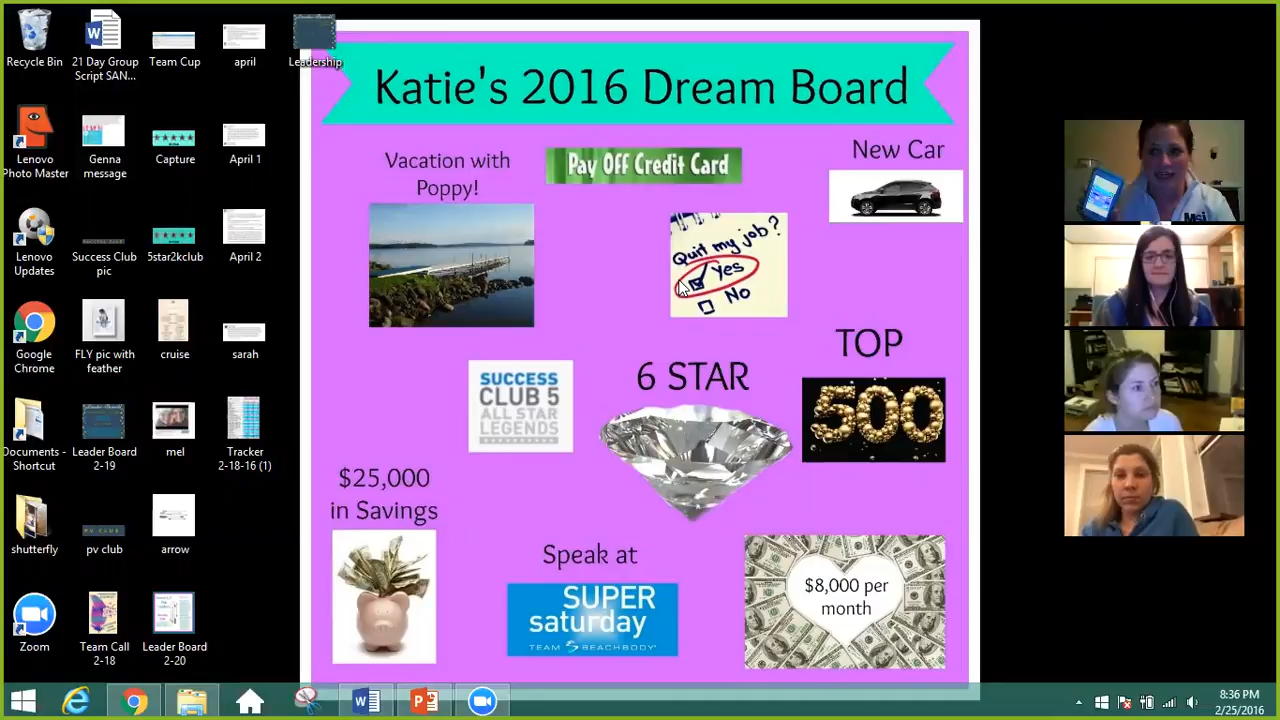 Recycle Bin
21 Day Group
Script SAN...
Team Cup
april
Leadership
Lenovo
Photo Master
Genna
message
Capture
April 1
Lenovo
Updates
Success Club
pic
5star2kclub
April 2
Google
Chrome
FLY pic with
feather
cruise
sarah
Documents -
Shortcut
Leader Board
2-19
mel
Tracker
2-18-16 (1)
shutterfly
pv club
arrow
Zoom
Team Call
2-18
Leader Board
2-20
Katie's 2016 Dream Board
Vacation with
Poppy!
Pay Off Credit Card
New Car
Quit my job?
Yes
No
SUCCESS
CLUB 5
ALL STAR
LEGENDS
6 STAR
TOP
500
$25,000
in Savings
Speak at
SUPER
saturday
TEAM BEACHBODY
$8,000 per
month
8:36 PM
2/25/2016